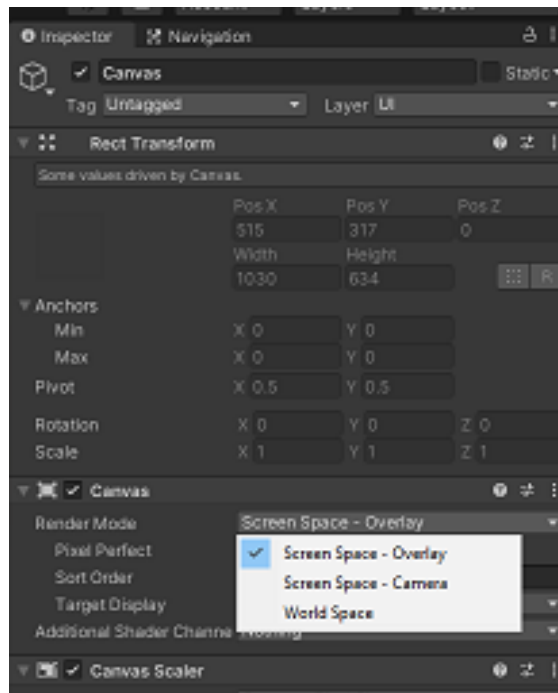 Inspector Navigation
Canvas Static
Tag Untagged Layer UI
Rect Transform
Some values driven by Canvas.
Pos X Pos Y Pos Z
515 317 0
Width Height
1030 634
R
Anchors
Min X 0 Y 0
Max X 0 Y 0
Pivot X 0.5 Y 0.5
Rotation X 0 Y 0 Z 0
Scale X 1 Y 1 Z 1
Canvas
Render Mode Screen Space - Overlay
Pixel Perfect Screen Space - Overlay
Sort Order Screen Space - Camera
Target Display World Space
Additional Shader Channe
Canvas Scaler